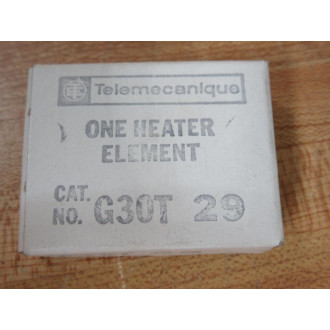 Telemecanique
ONE HEATER
ELEMENT
CAT.
NO. G30T 29